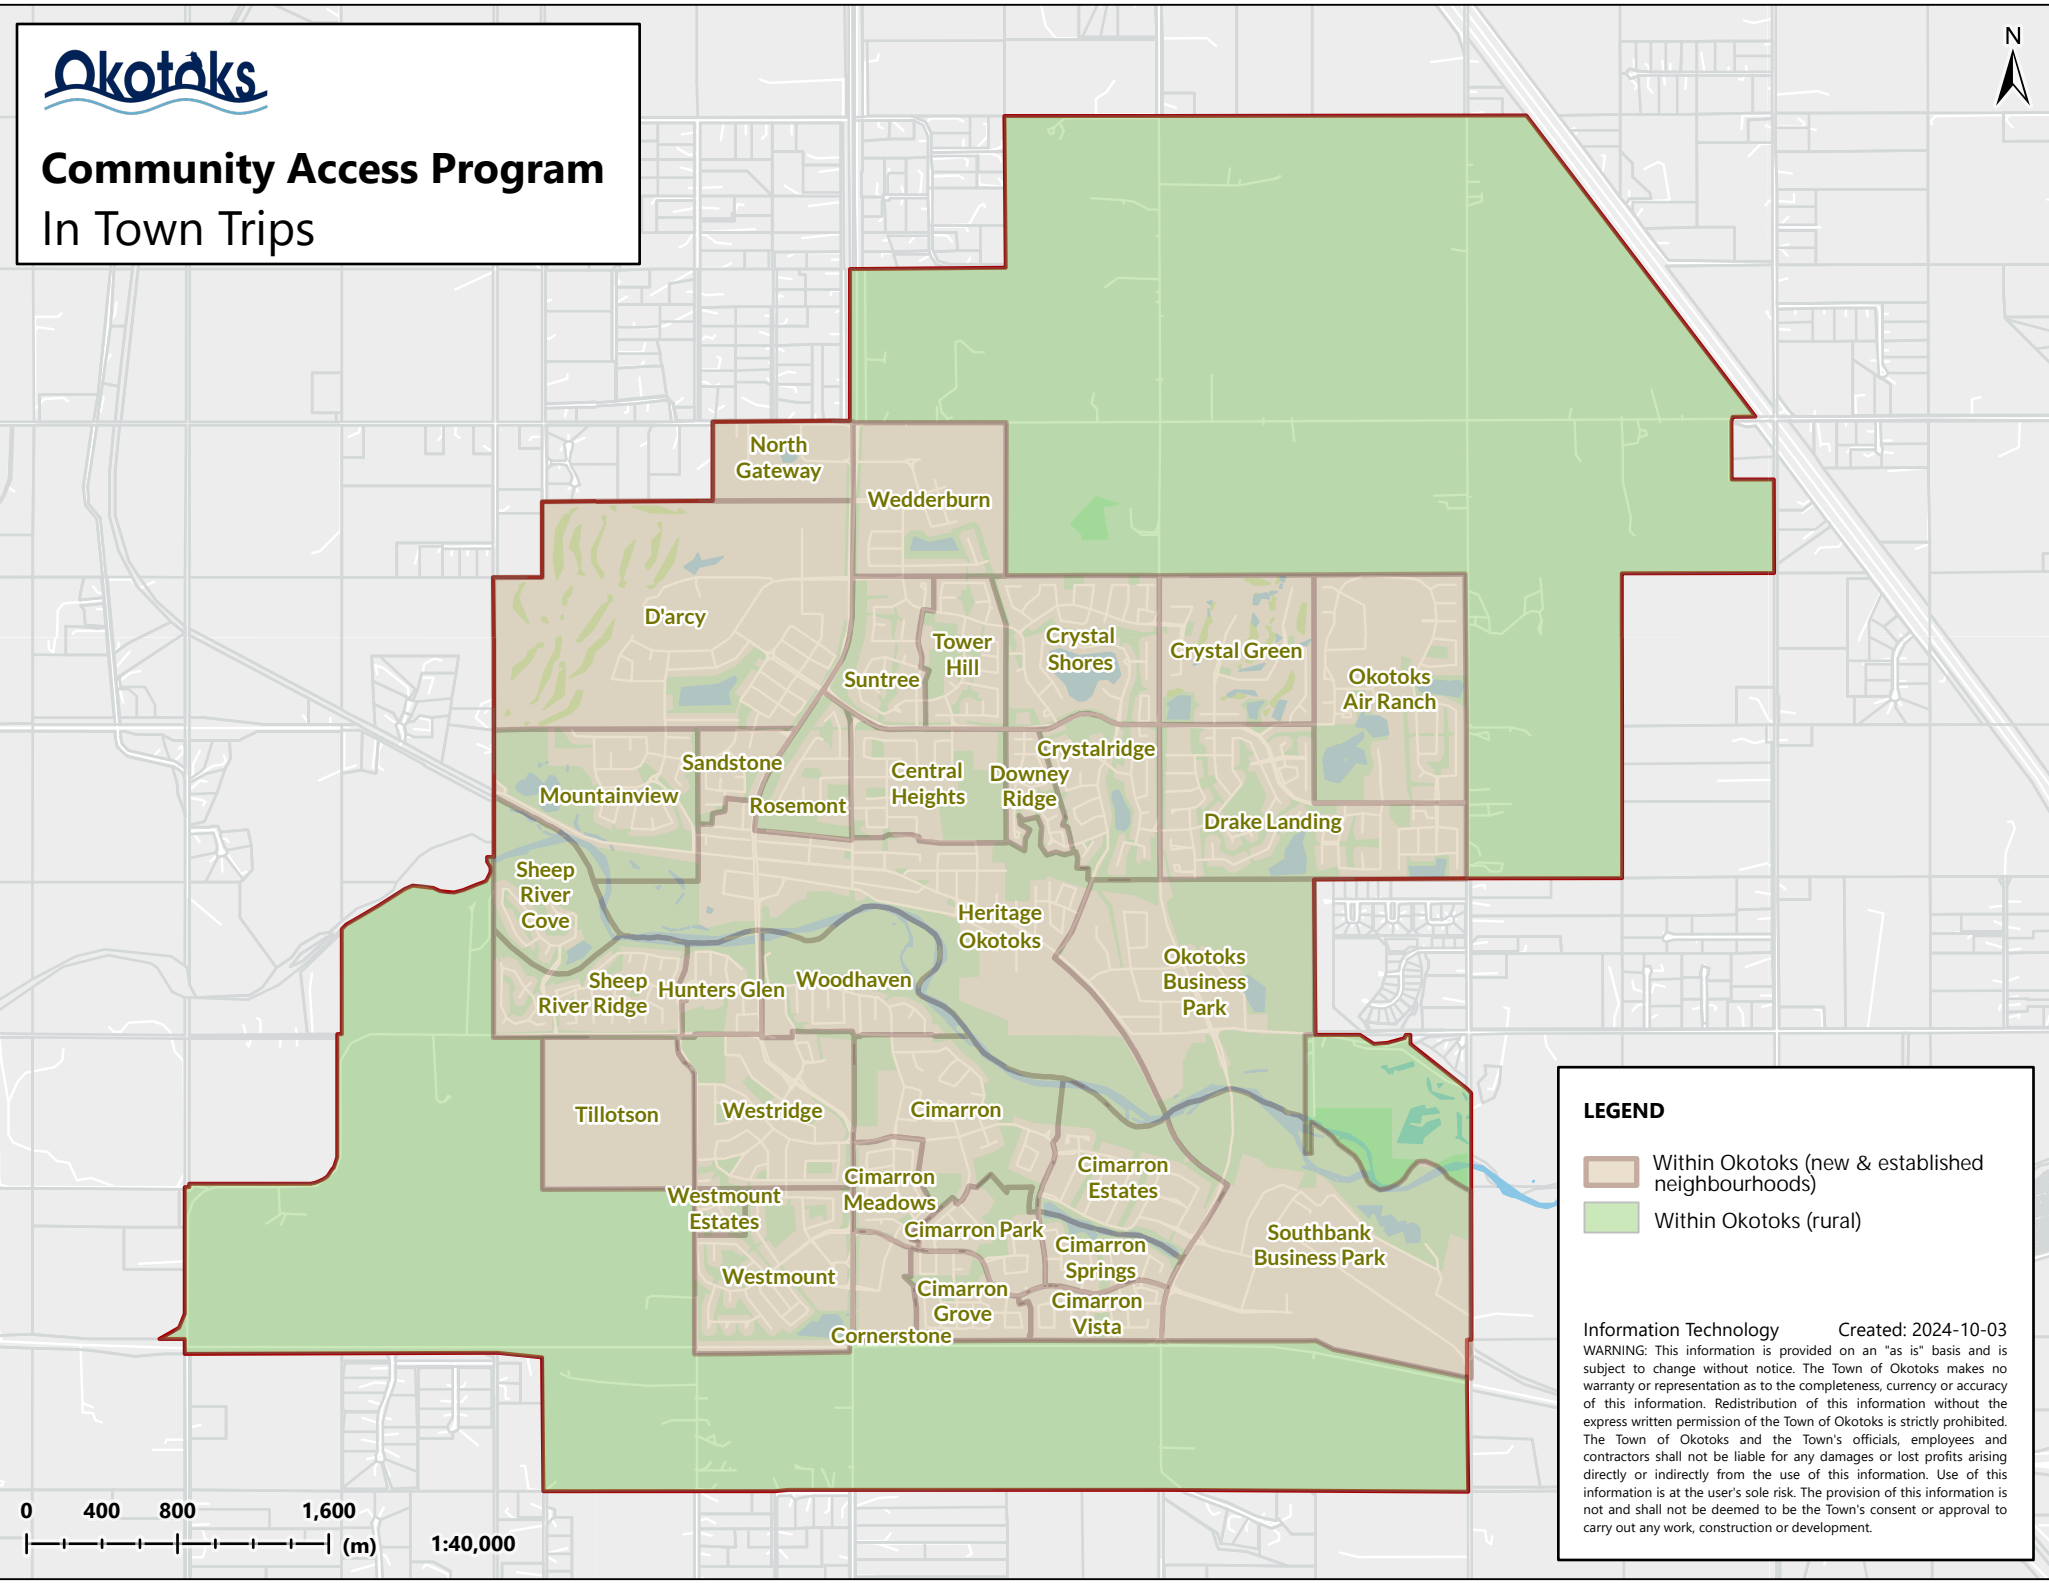 Okotoks
Community Access Program
In Town Trips
N
North
Gateway
Wedderburn
D'arcy
Tower
Hill
Suntree
Crystal
Shores
Crystal Green
Okotoks
Air Ranch
Sandstone
Mountainview
Rosemont
Central
Heights
Downey
Ridge
Crystalridge
Drake Landing
Sheep
River
Cove
Heritage
Okotoks
Sheep
River Ridge
Hunters Glen
Woodhaven
Okotoks
Business
Park
Tillotson
Westridge
Cimarron
Cimarron
Meadows
Cimarron
Estates
Westmount
Estates
Cimarron Park
Cimarron
Springs
Southbank
Business Park
Westmount
Cimarron
Grove
Cimarron
Vista
Cornerstone
LEGEND
Within Okotoks (new & established
neighbourhoods)
Within Okotoks (rural)
Information Technology Created: 2024-10-03
WARNING: This information is provided on an "as is" basis and is
subject to change without notice. The Town of Okotoks makes no
warranty or representation as to the completeness, currency or accuracy
of this information. Redistribution of this information without the
express written permission of the Town of Okotoks is strictly prohibited.
The Town of Okotoks and the Town's officials, employees and
contractors shall not be liable for any damages or lost profits arising
directly or indirectly from the use of this information. Use of this
information is at the user's sole risk. The provision of this information is
not and shall not be deemed to be the Town's consent or approval to
carry out any work, construction or development.
0 400 800 1,600
(m) 1:40,000